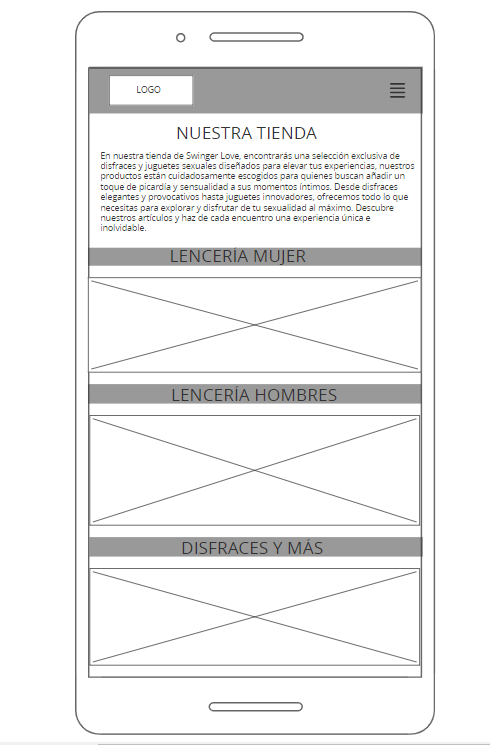 LOGO
NUESTRA TIENDA
En nuestra tienda de Swinger Love, encontrarás una selección exclusiva de
disfraces y juguetes sexuales diseñados para elevar tus experiencias, nuestros
productos están cuidadosamente escogidos para quienes buscan añadir un
toque de picardía y sensualidad a sus momentos íntimos. Desde disfraces
elegantes y provocativos hasta juguetes innovadores, ofrecemos todo lo que
necesitas para explorar y disfrutar de tu sexualidad al máximo. Descubre
nuestros artículos y haz de cada encuentro una experiencia única e
inolvidable.
LENCERÍA MUJER
LENCERÍA HOMBRES
DISFRACES Y MÁS